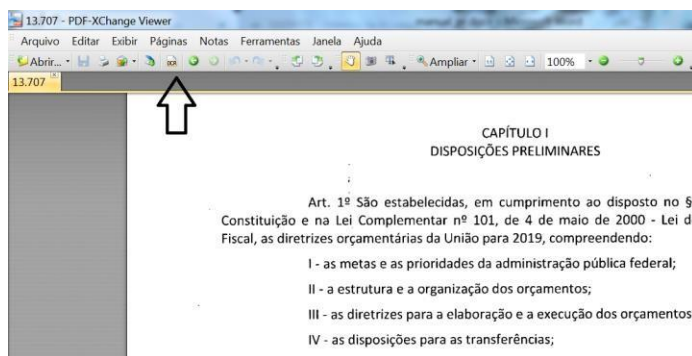 13.707 - PDF-XChange Viewer
Arquivo Editar Exibir Páginas Notas Ferramentas Janela Ajuda
Abrir... OCR Ampliar 100%
13.707
CAPÍTULO I
DISPOSIÇÕES PRELIMINARES
Art. 1º São estabelecidas, em cumprimento ao disposto no §
Constituição e na Lei Complementar nº 101, de 4 de maio de 2000 - Lei d
Fiscal, as diretrizes orçamentárias da União para 2019, compreendendo:
I - as metas e as prioridades da administração pública federal;
II - a estrutura e a organização dos orçamentos;
III - as diretrizes para a elaboração e a execução dos orçamentos
IV - as disposições para as transferências;